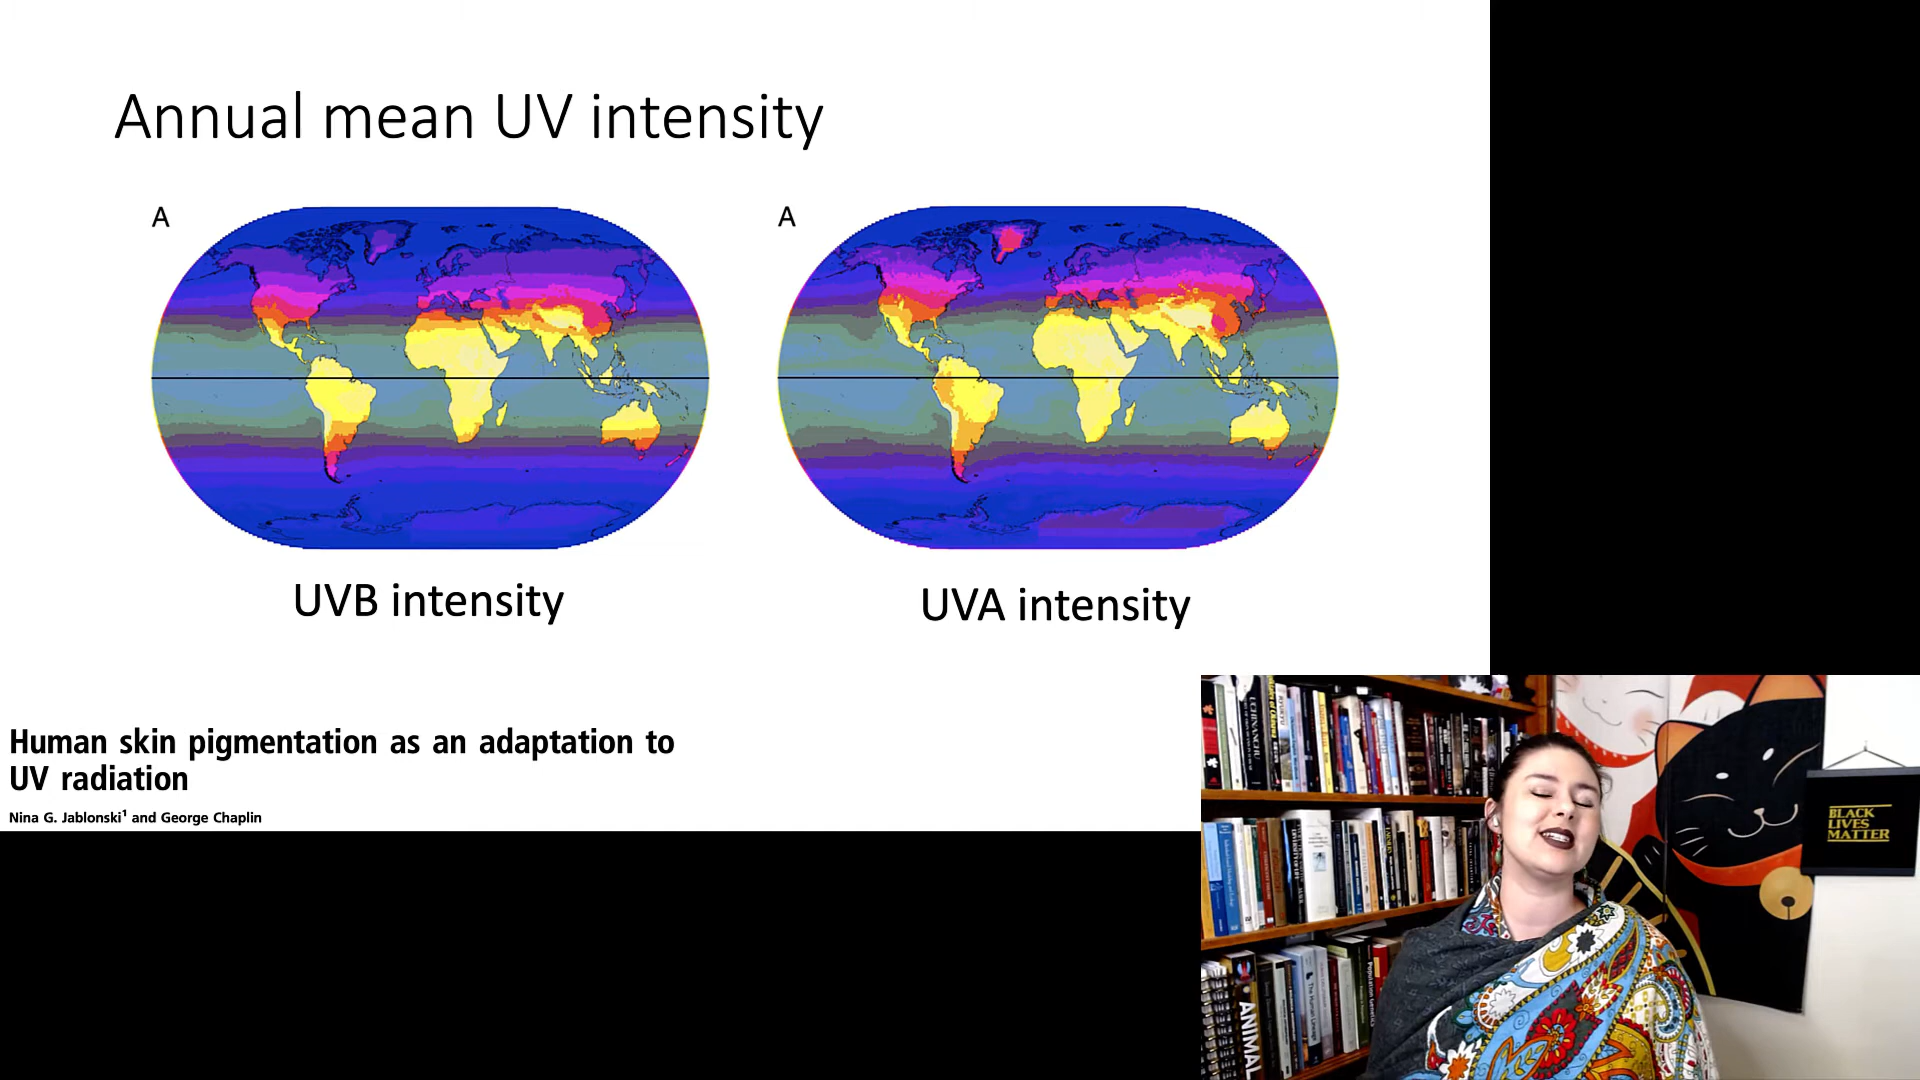 Annual mean UV intensity
A
A
UVB intensity
UVA intensity
Human skin pigmentation as an adaptation to
UV radiation
Nina G. Jablonski¹ and George Chaplin
BLACK
LIVES
MATTER
ANIMAL